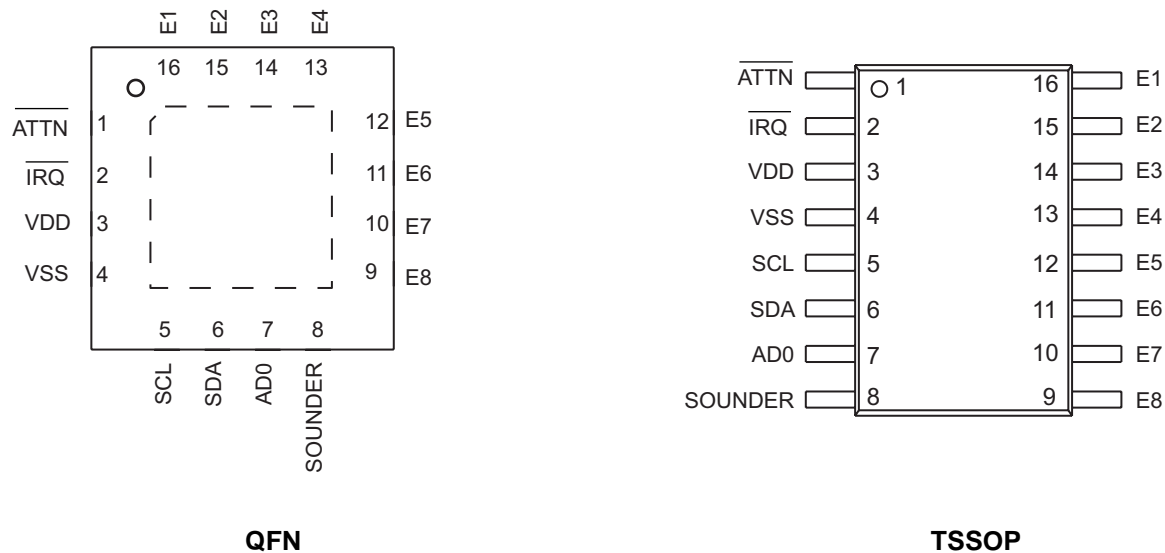 E1 E2 E3 E4
16 15 14 13
ATTN 1 12 E5
IRQ 2 11 E6
VDD 3 10 E7
VSS 4 9 E8
5 6 7 8
SCL SDA AD0 SOUNDER
QFN
ATTN 1 16 E1
IRQ 2 15 E2
VDD 3 14 E3
VSS 4 13 E4
SCL 5 12 E5
SDA 6 11 E6
AD0 7 10 E7
SOUNDER 8 9 E8
TSSOP